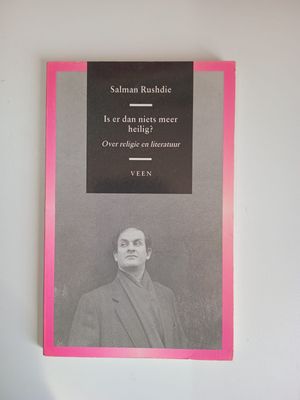 Salman Rushdie
Is er dan niets meer
heilig?
Over religie en literatuur
VEEN